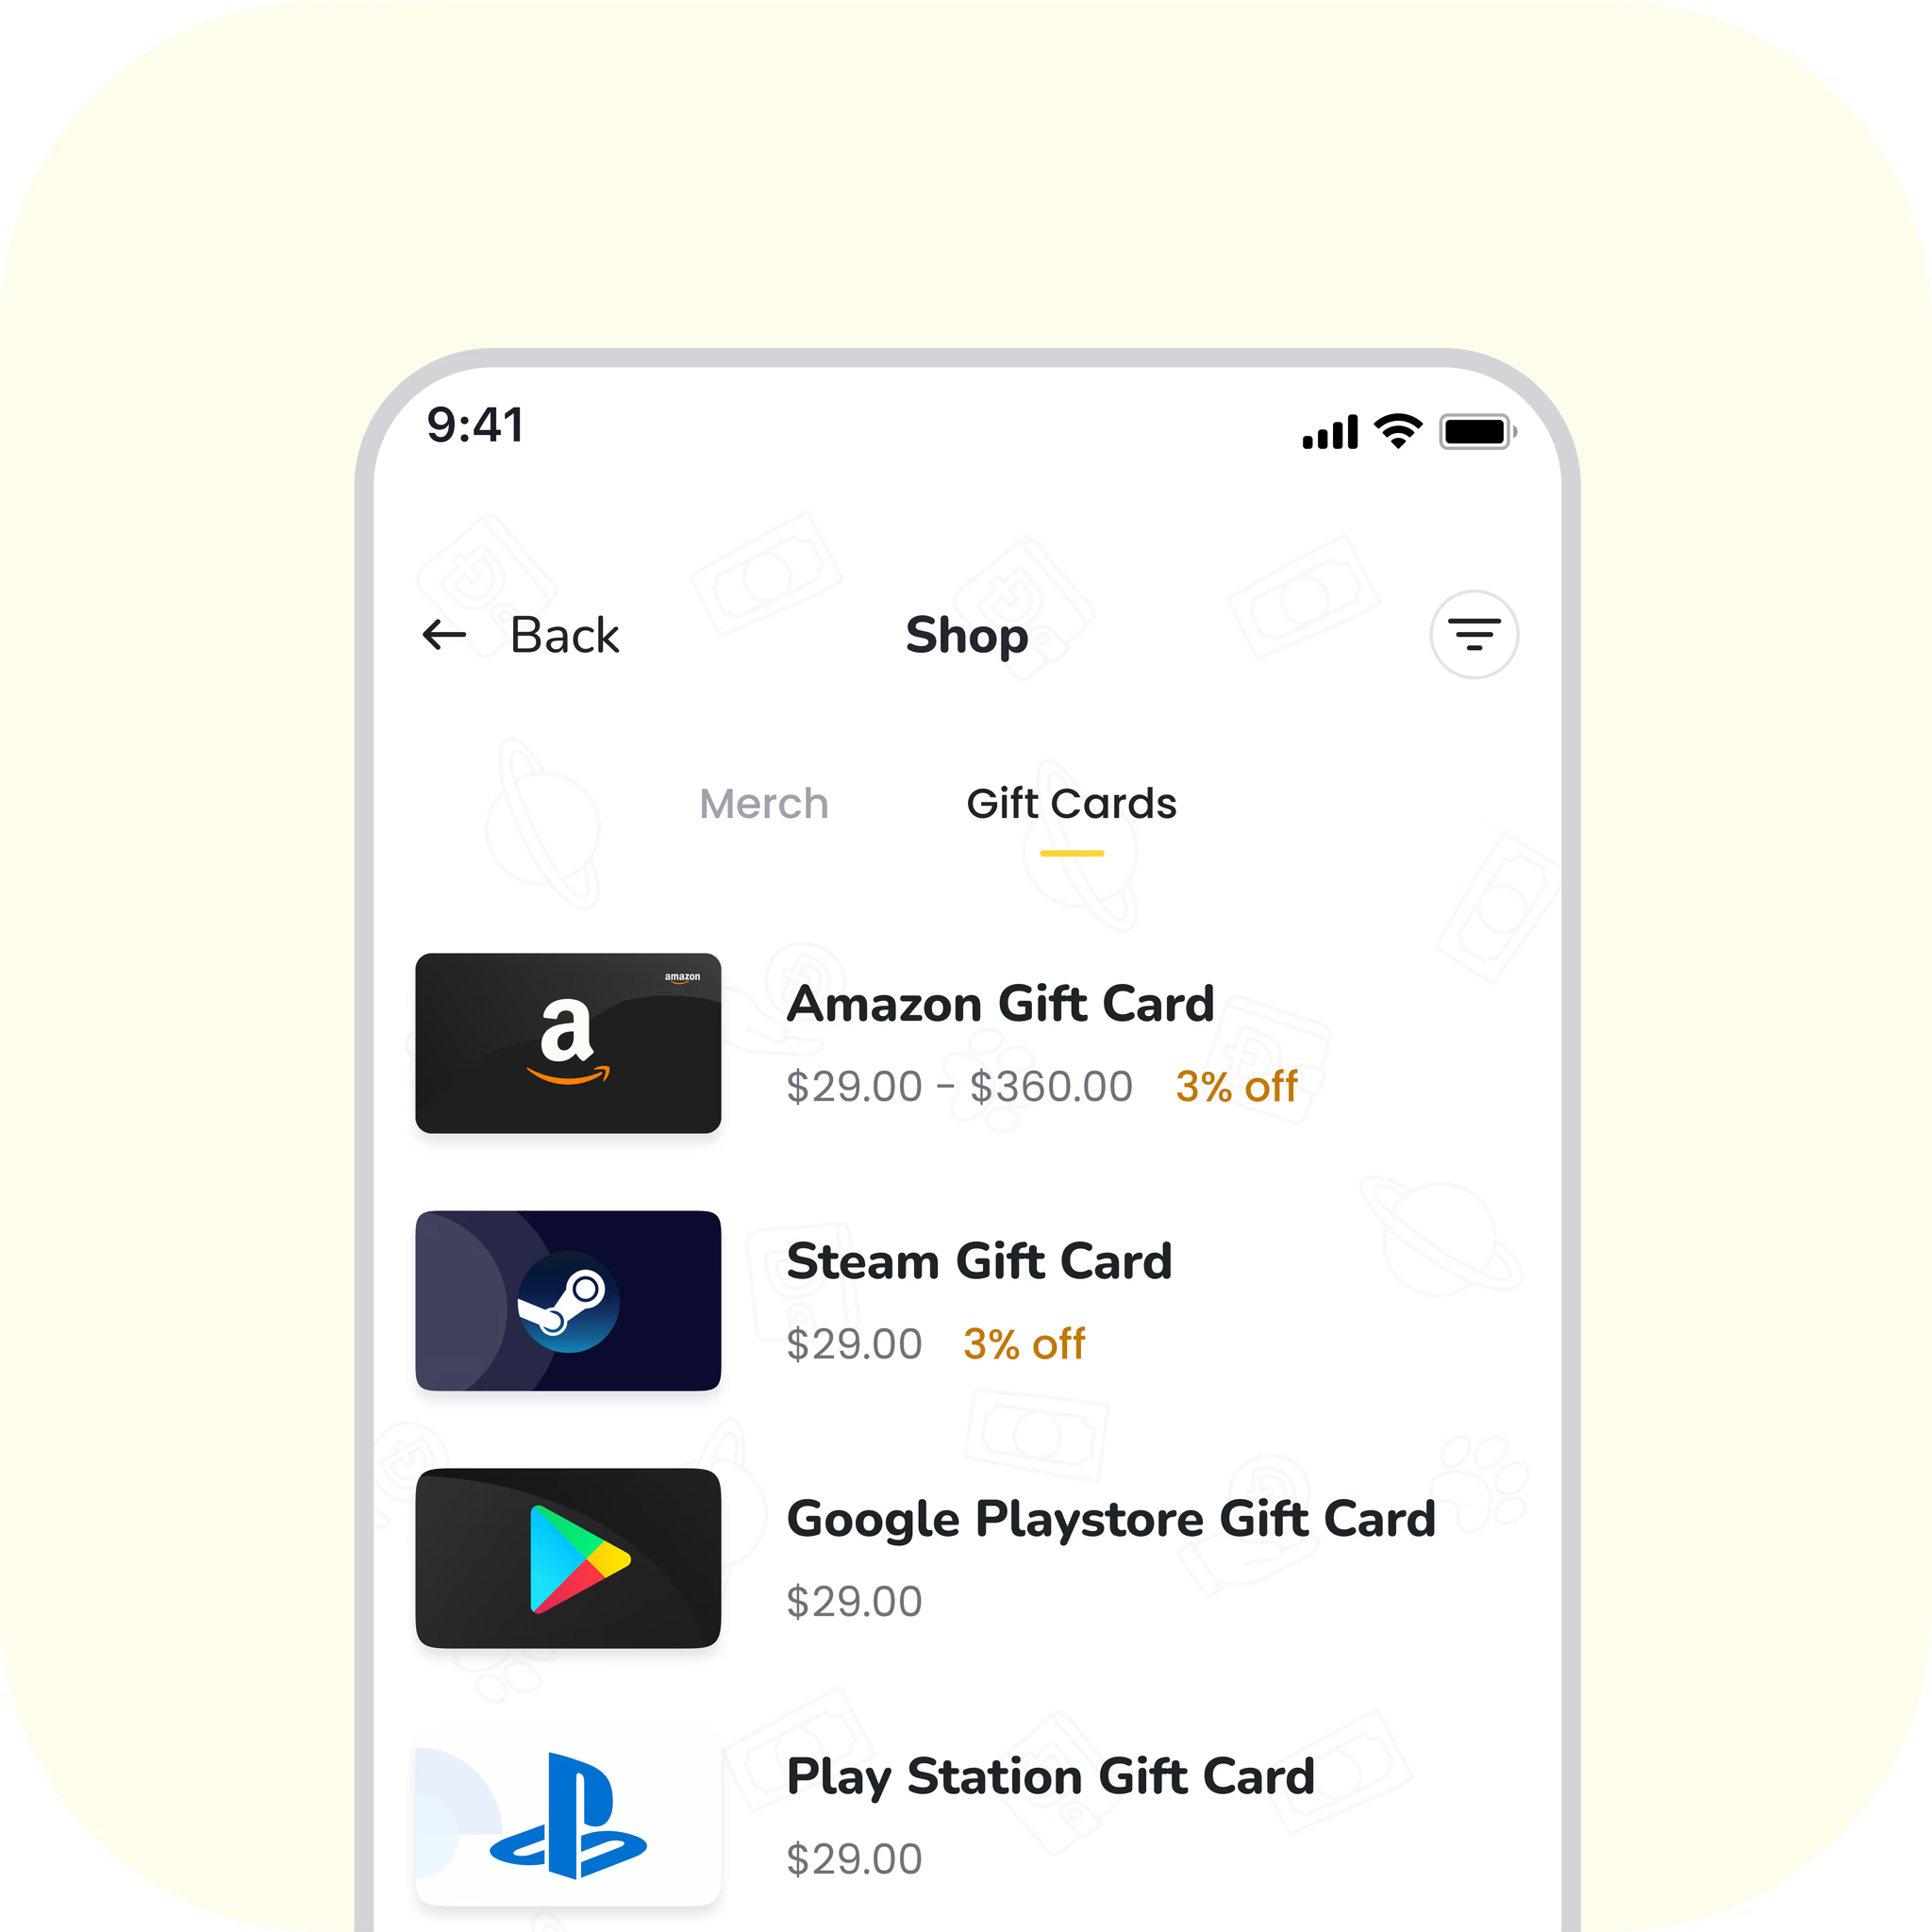 9:41
Back
Shop
Merch
Gift Cards
amazon
a
Amazon Gift Card
$29.00 - $360.00 3% off
Steam Gift Card
$29.00 3% off
Google Playstore Gift Card
$29.00
Play Station Gift Card
$29.00